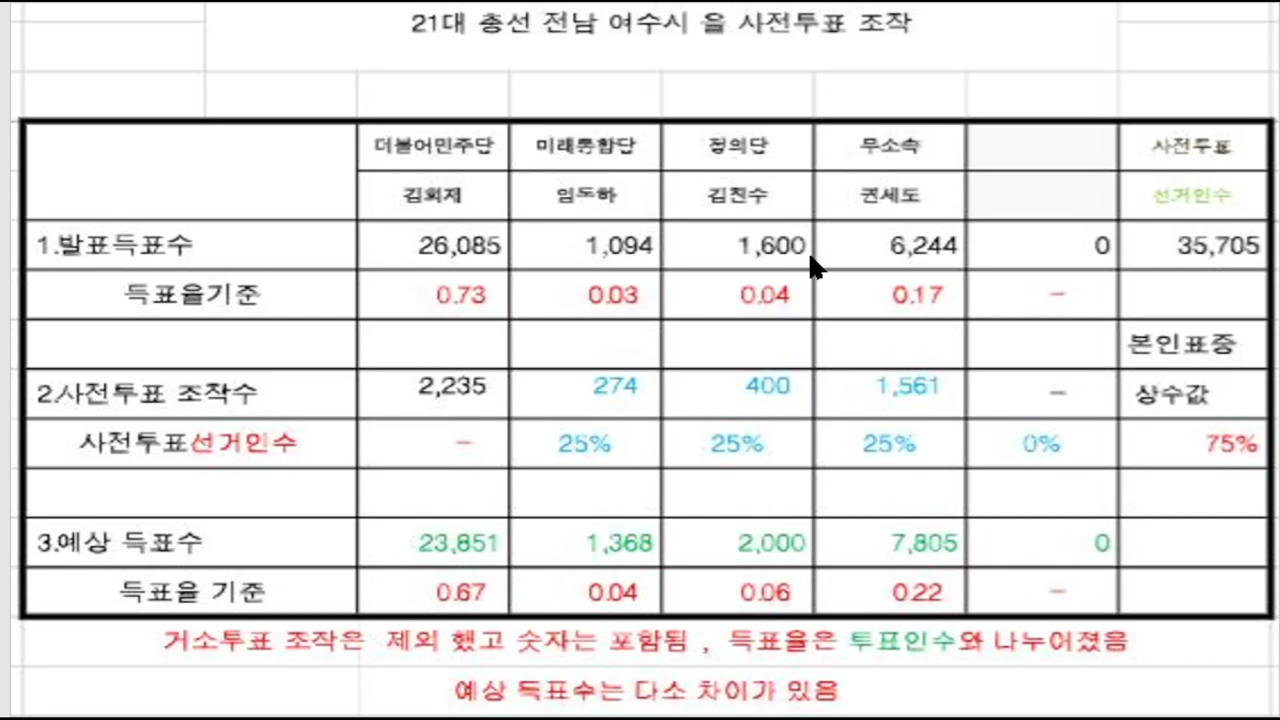 21대 총선 전남 여수시 을 사전투표 조작
더불어민주당 미래통합당 정의당 무소속 사전투표
김회재 임동하 김진수 권세도 선거인수
1.발표득표수 26,085 1,094 1,600 6,244 0 35,705
득표율기준 0.73 0.03 0.04 0.17 -
본인표증
2.사전투표 조작수 2,235 274 400 1,561 - 상수값
사전투표선거인수 - 25% 25% 25% 0% 75%
3.예상 득표수 23,851 1,368 2,000 7,805 0
득표율 기준 0.67 0.04 0.06 0.22 -
거소투표 조작은 제외 했고 숫자는 포함됨 , 득표율은 투표인수와 나누어졌음
예상 득표수는 다소 차이가 있음